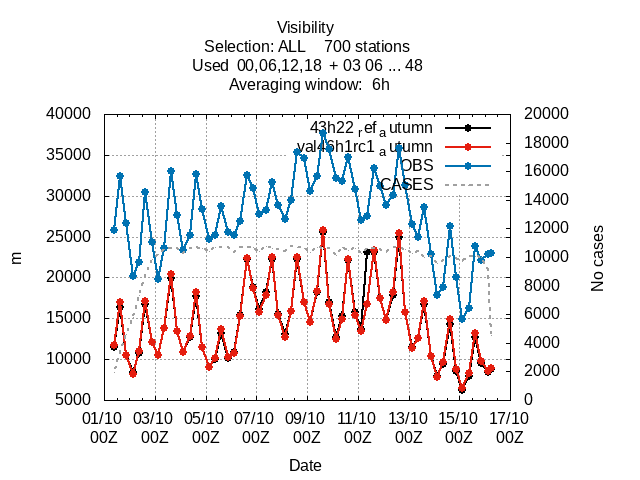 Visibility
Selection: ALL 700 stations
Used 00,06,12,18 + 03 06 ... 48
Averaging window: 6h
40000
35000
30000
25000
20000
15000
10000
5000
m
20000
18000
16000
14000
12000
10000
8000
6000
4000
2000
0
No cases
43h22_ref_autumn
val46h1rc1_autumn
OBS
CASES
01/10 03/10 05/10 07/10 09/10 11/10 13/10 15/10 17/10
00Z 00Z 00Z 00Z 00Z 00Z 00Z 00Z 00Z
Date